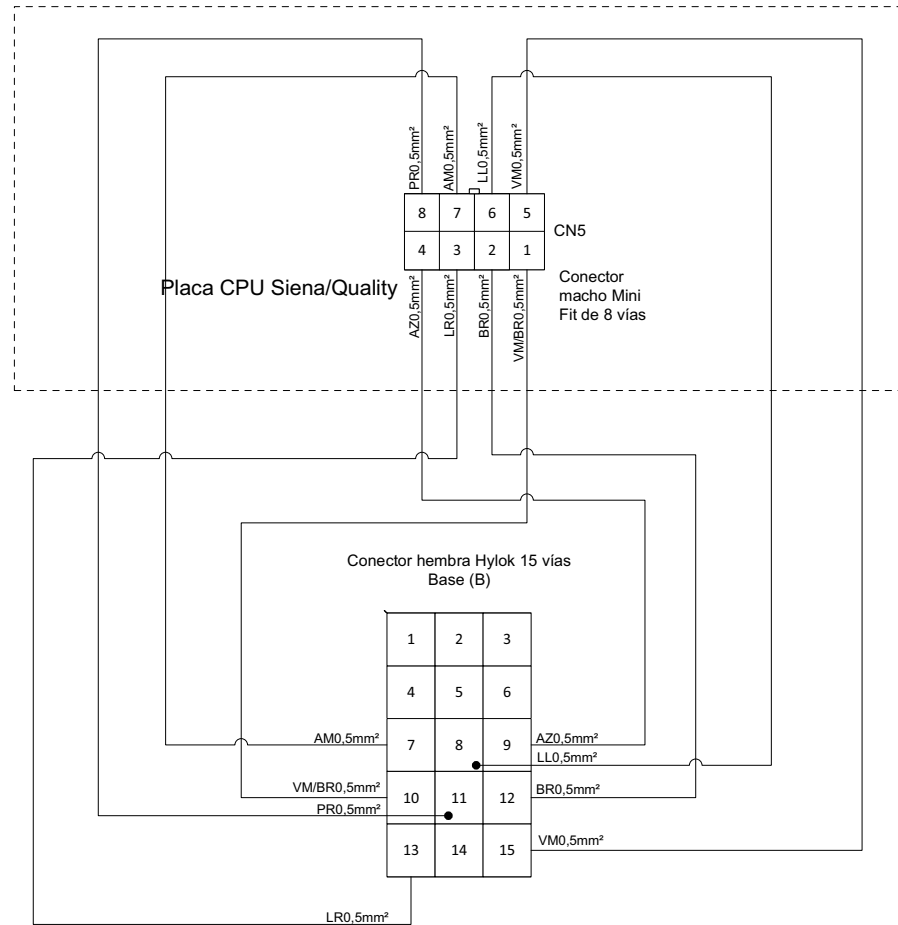 PR0,5mm²
AM0,5mm²
LL0,5mm²
VM0,5mm²
8 7 6 5
4 3 2 1
CN5
Placa CPU Siena/Quality
Conector
macho Mini
Fit de 8 vías
AZ0,5mm²
LR0,5mm²
BR0,5mm²
VM/BR0,5mm²
Conector hembra Hylok 15 vías
Base (B)
1 2 3
4 5 6
AM0,5mm² 7 8 9 AZ0,5mm²
LL0,5mm²
VM/BR0,5mm² 10 11 12 BR0,5mm²
PR0,5mm²
13 14 15 VM0,5mm²
LR0,5mm²